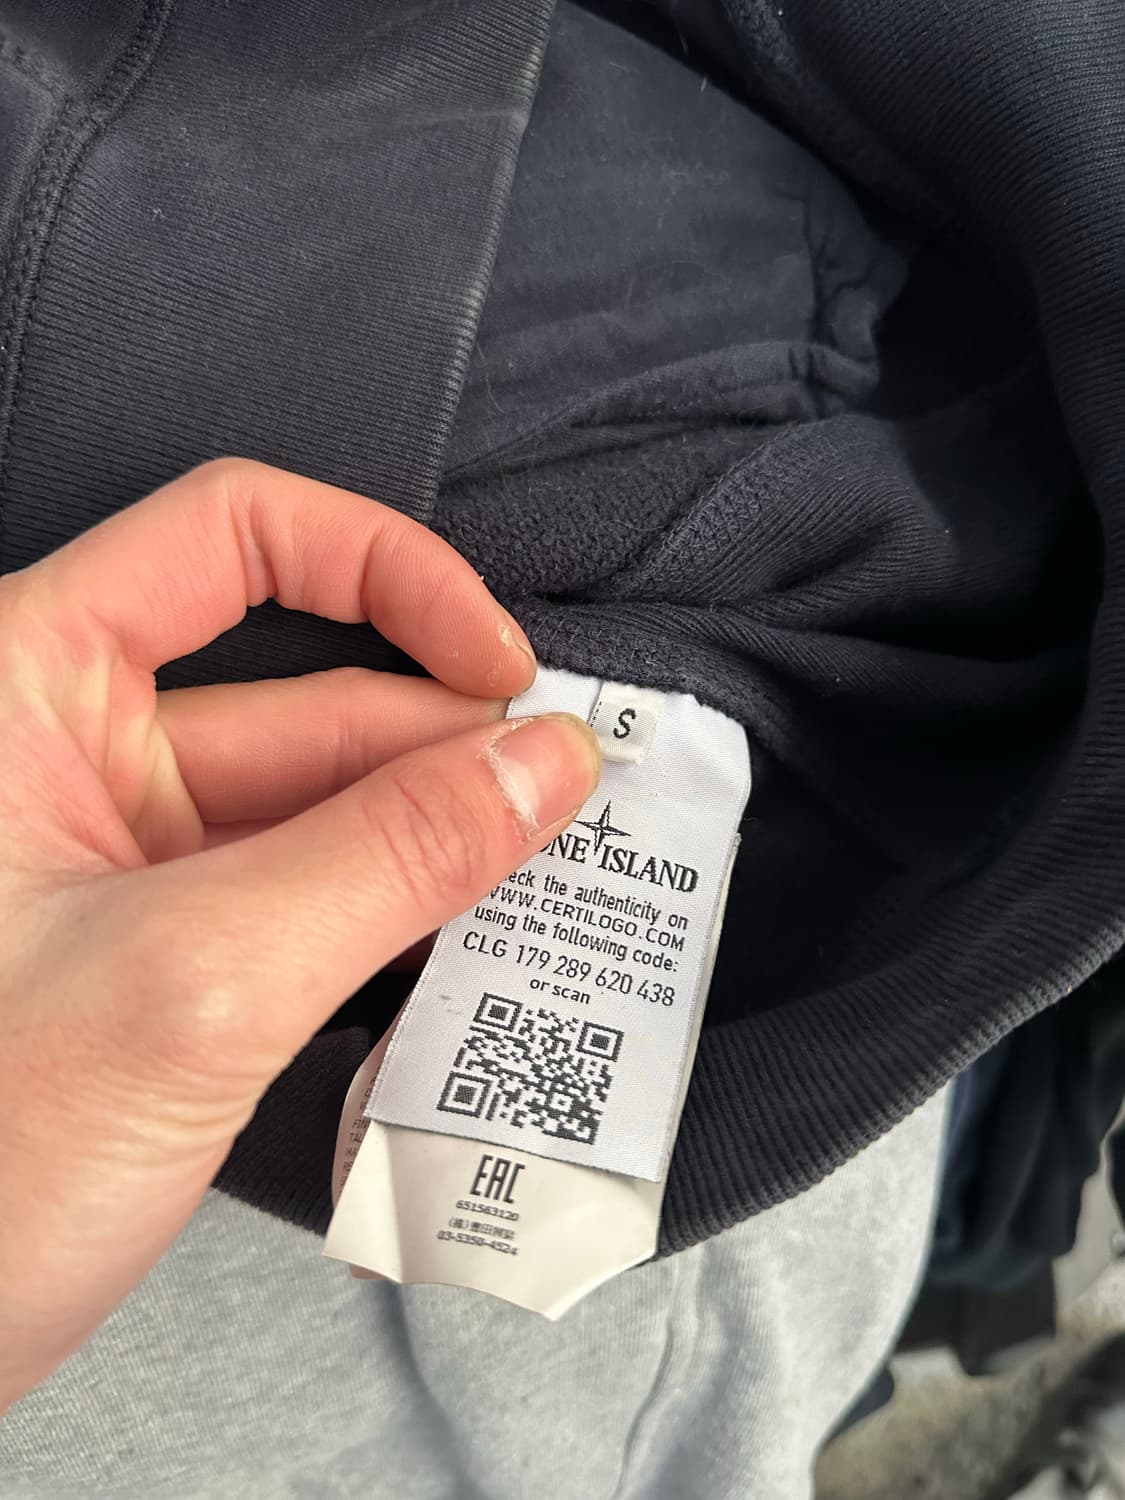 S
ONE ISLAND
eck the authenticity on
WWW.CERTILOGO.COM
using the following code:
CLG 179 289 620 438
or scan
EAC
651563120
03-5350-4524